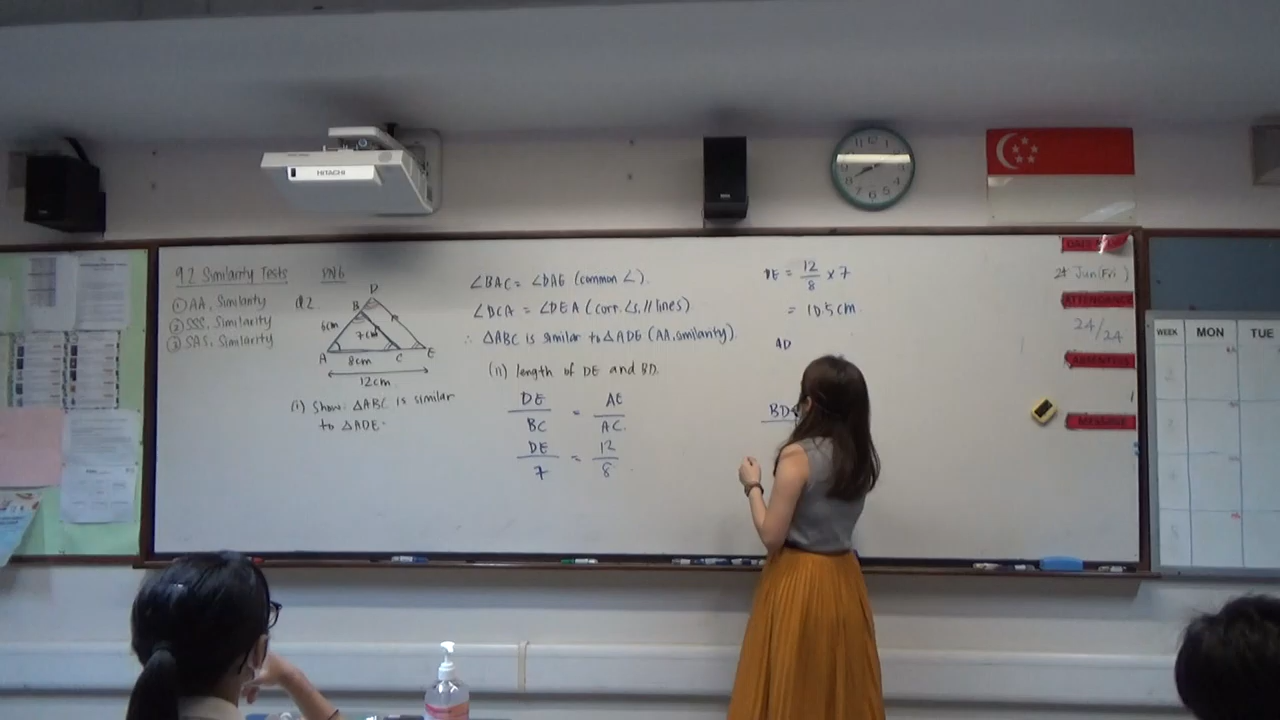 HITACHI
9.2 Similarity Tests
① AA, Similarity
② SSS, Similarity
③ SAS, Similarity
Q2.
D
B
6cm
7cm
A
C
E
8cm
12cm
(i) Show: △ABC is similar
to △ADE.
∠BAC = ∠DAE (common ∠).
∠BCA = ∠DEA (corr. ∠s, // lines)
∴ △ABC is similar to △ADE (AA, similarity).
(ii) length of DE and BD.
DE/BC = AE/AC.
DE/7 = 12/8
DE = 12/8 x 7
= 10.5 cm.
AD
BD
Jun (Fri)
ATTENDANCE
24/24
WEEK MON TUE